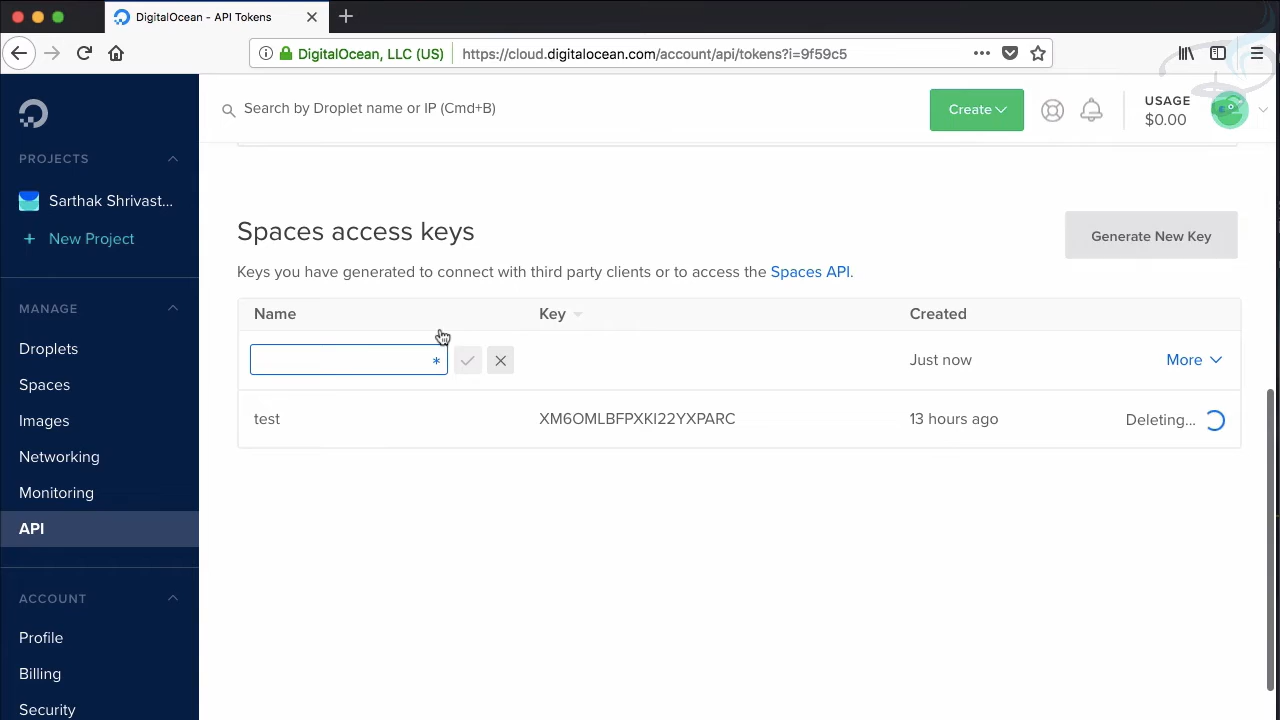 DigitalOcean - API Tokens
DigitalOcean, LLC (US) https://cloud.digitalocean.com/account/api/tokens?i=9f59c5
Search by Droplet name or IP (Cmd+B)
Create
USAGE
$0.00
PROJECTS
Sarthak Shrivast...
+ New Project
MANAGE
Droplets
Spaces
Images
Networking
Monitoring
API
ACCOUNT
Profile
Billing
Security
Spaces access keys
Generate New Key
Keys you have generated to connect with third party clients or to access the Spaces API.
Name Key Created
* Just now More
test XM6OMLBFPXKI22YXPARC 13 hours ago Deleting...